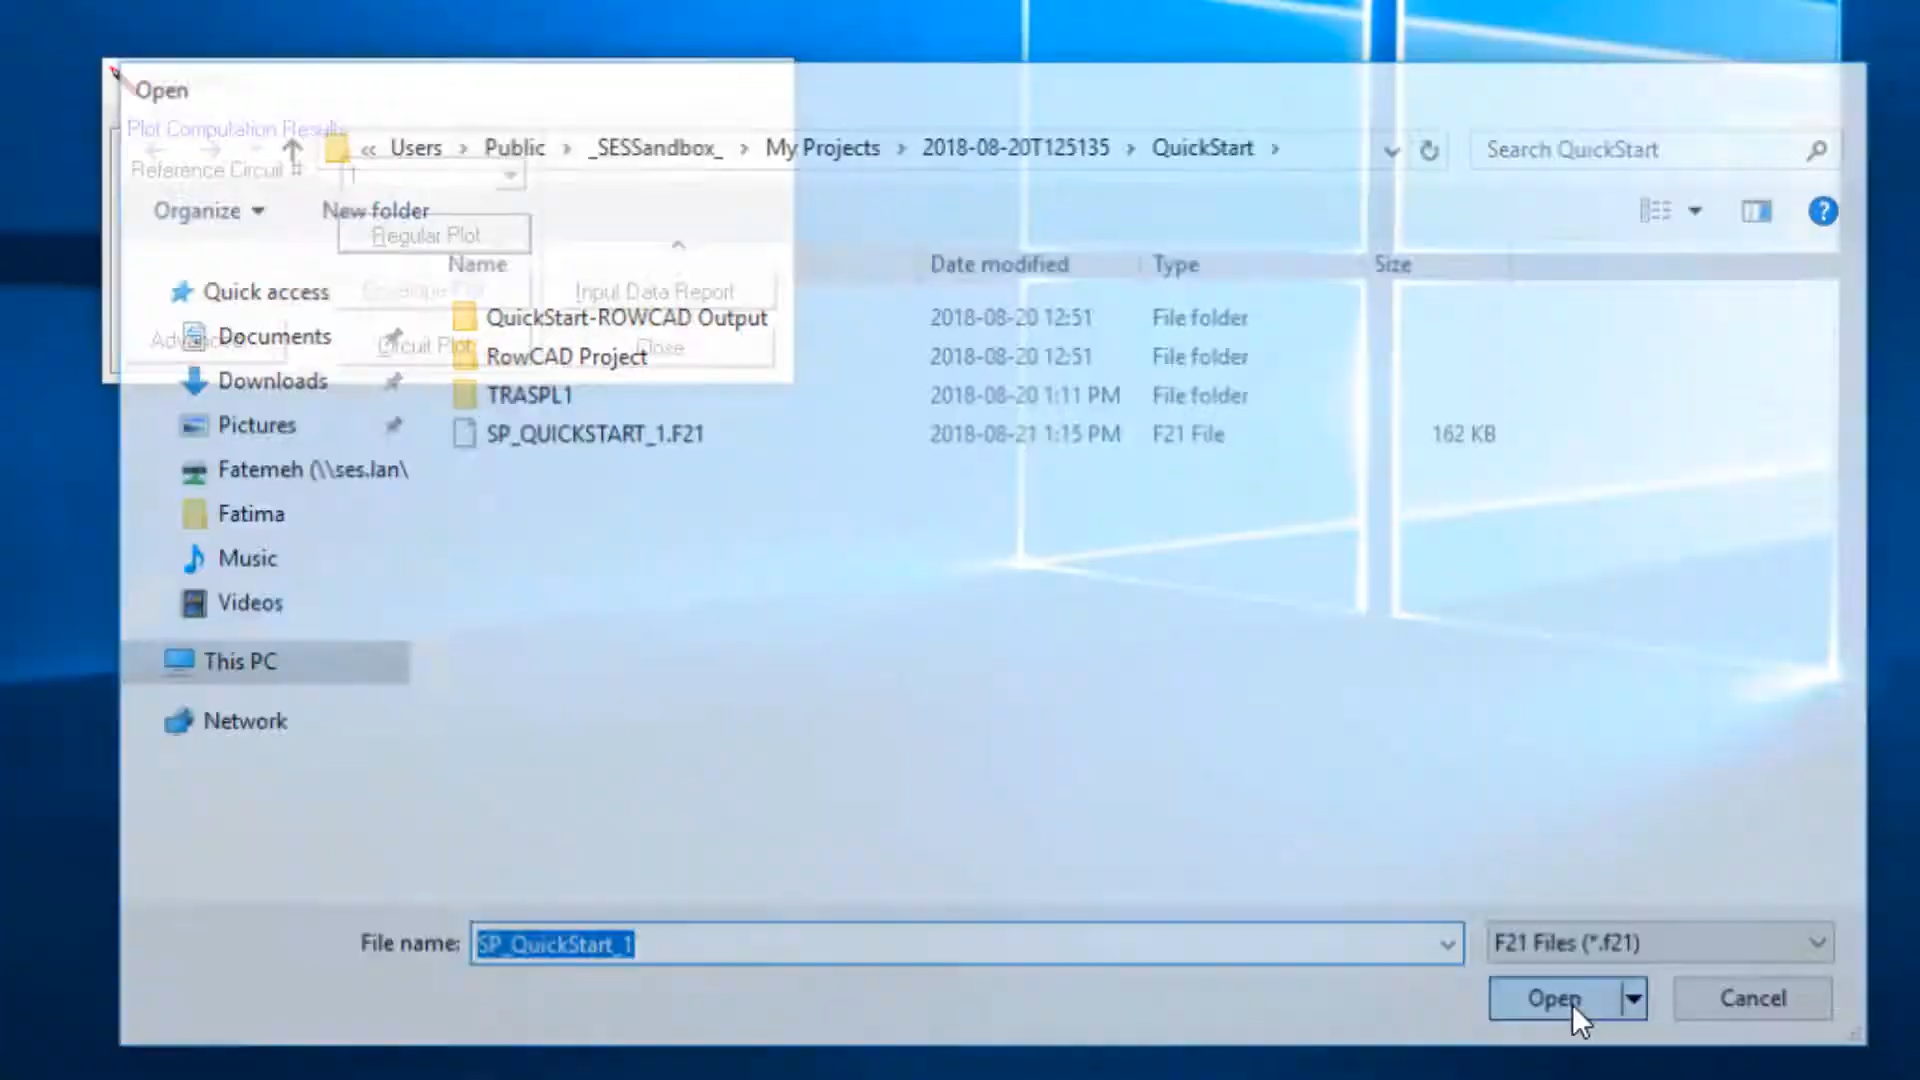 Open
Plot Computation Results
« Users > Public > _SESSandbox_ > My Projects > 2018-08-20T125135 > QuickStart >
Search QuickStart
Reference Circuit #
1
Organize
New folder
Regular Plot
Name
Date modified
Type
Size
Quick access
Input Data Report
QuickStart-ROWCAD Output
2018-08-20 12:51
File folder
Documents
Circuit Plot
Close
RowCAD Project
2018-08-20 12:51
File folder
Downloads
TRASPL1
2018-08-20 1:11 PM
File folder
Pictures
SP_QUICKSTART_1.F21
2018-08-21 1:15 PM
F21 File
162 KB
Fatemeh (\\ses.lan\
Fatima
Music
Videos
This PC
Network
File name:
SP_QuickStart_1
F21 Files (*.f21)
Open
Cancel